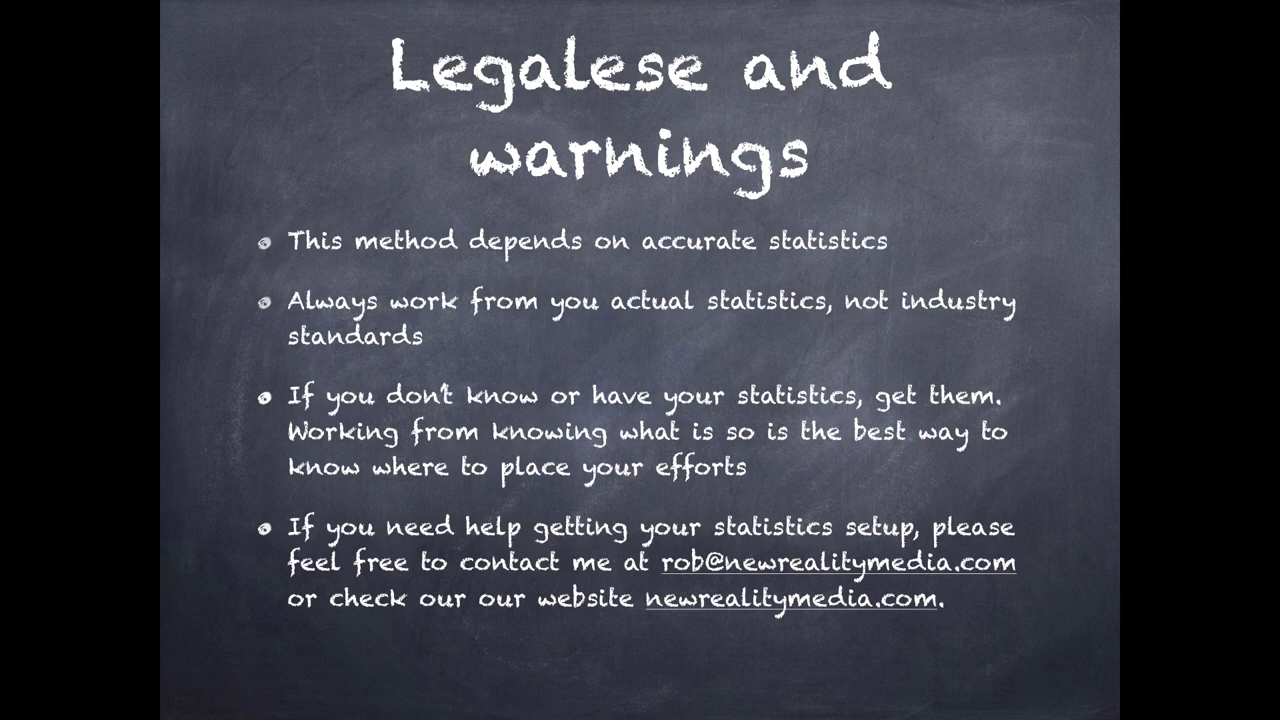 Legalese and
warnings
This method depends on accurate statistics
Always work from you actual statistics, not industry
standards
If you don't know or have your statistics, get them.
Working from knowing what is so is the best way to
know where to place your efforts
If you need help getting your statistics setup, please
feel free to contact me at rob@newrealitymedia.com
or check our our website newrealitymedia.com.